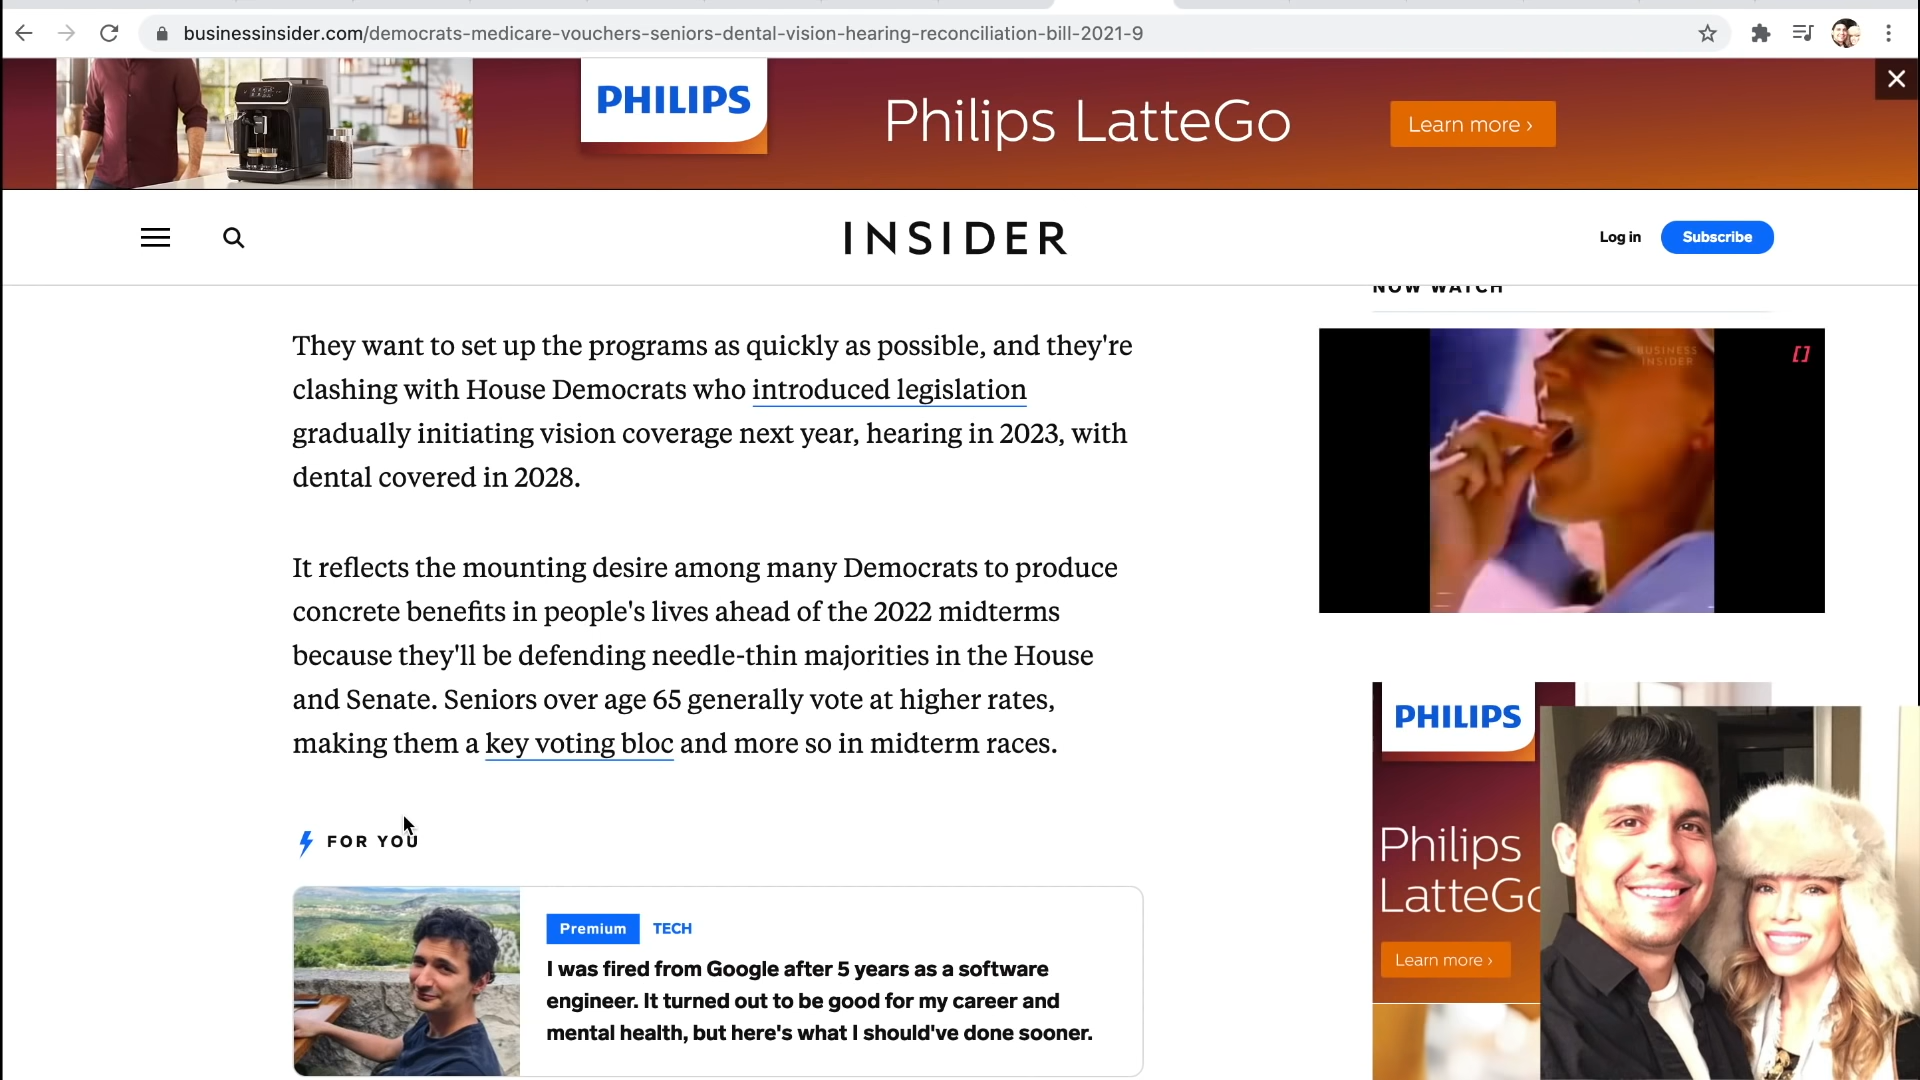 businessinsider.com/democrats-medicare-vouchers-seniors-dental-vision-hearing-reconciliation-bill-2021-9
PHILIPS
Philips LatteGo
Learn more ›
INSIDER
Log in
Subscribe
NOW WATCH
They want to set up the programs as quickly as possible, and they're
clashing with House Democrats who introduced legislation
gradually initiating vision coverage next year, hearing in 2023, with
dental covered in 2028.
It reflects the mounting desire among many Democrats to produce
concrete benefits in people's lives ahead of the 2022 midterms
because they'll be defending needle-thin majorities in the House
and Senate. Seniors over age 65 generally vote at higher rates,
making them a key voting bloc and more so in midterm races.
FOR YOU
Premium
TECH
I was fired from Google after 5 years as a software
engineer. It turned out to be good for my career and
mental health, but here's what I should've done sooner.
BUSINESS
INSIDER
PHILIPS
Philips
LatteGo
Learn more ›